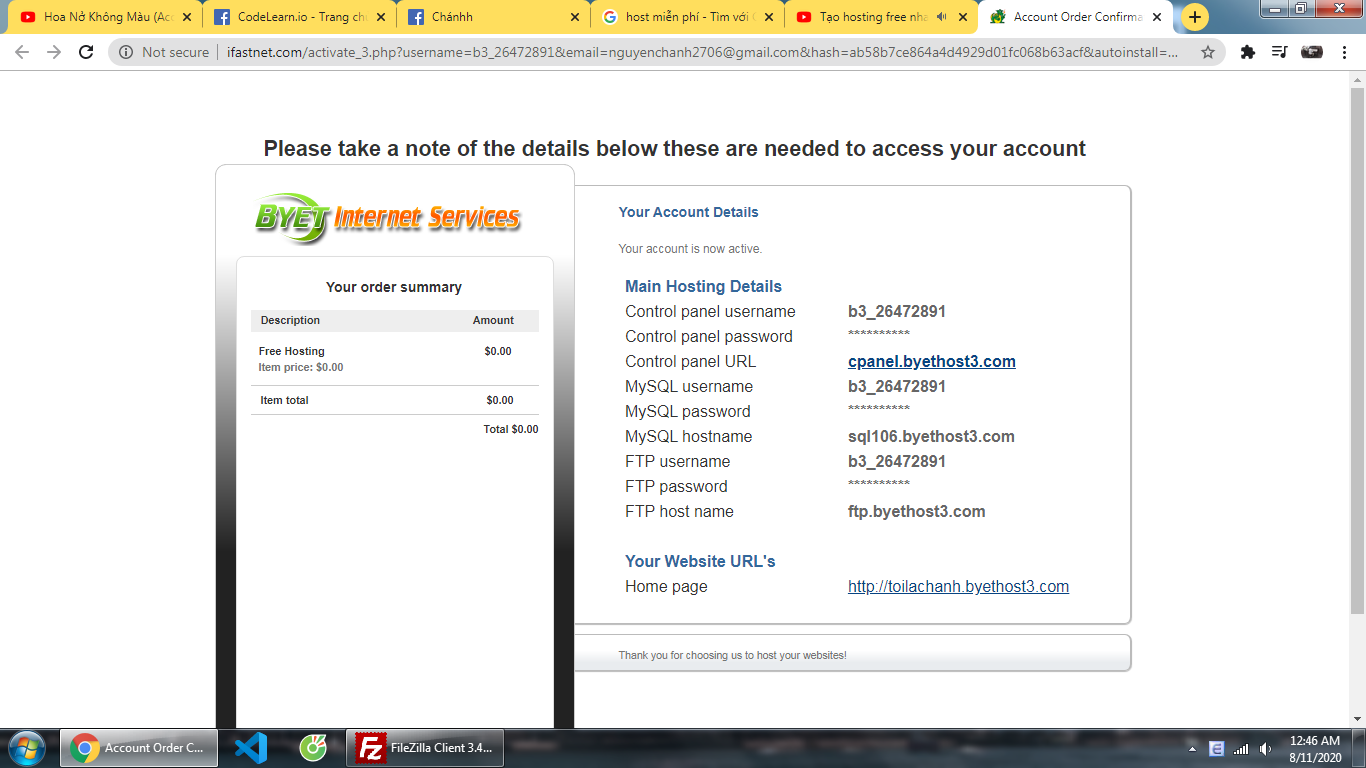 Hoa Nở Không Màu (Acc
CodeLearn.io - Trang ch
Chánhh
host miễn phí - Tìm với G
Tạo hosting free nha
Account Order Confirma
Not secure
ifastnet.com/activate_3.php?username=b3_26472891&email=nguyenchanh2706@gmail.com&hash=ab58b7ce864a4d4929d01fc068b63acf&autoinstall=...
Please take a note of the details below these are needed to access your account
BYET Internet Services
Your order summary
Description Amount
Free Hosting $0.00
Item price: $0.00
Item total $0.00
Total $0.00
Your Account Details
Your account is now active.
Main Hosting Details
Control panel username b3_26472891
Control panel password **********
Control panel URL cpanel.byethost3.com
MySQL username b3_26472891
MySQL password **********
MySQL hostname sql106.byethost3.com
FTP username b3_26472891
FTP password **********
FTP host name ftp.byethost3.com
Your Website URL's
Home page http://toilachanh.byethost3.com
Thank you for choosing us to host your websites!
Account Order C...
FileZilla Client 3.4...
12:46 AM
8/11/2020